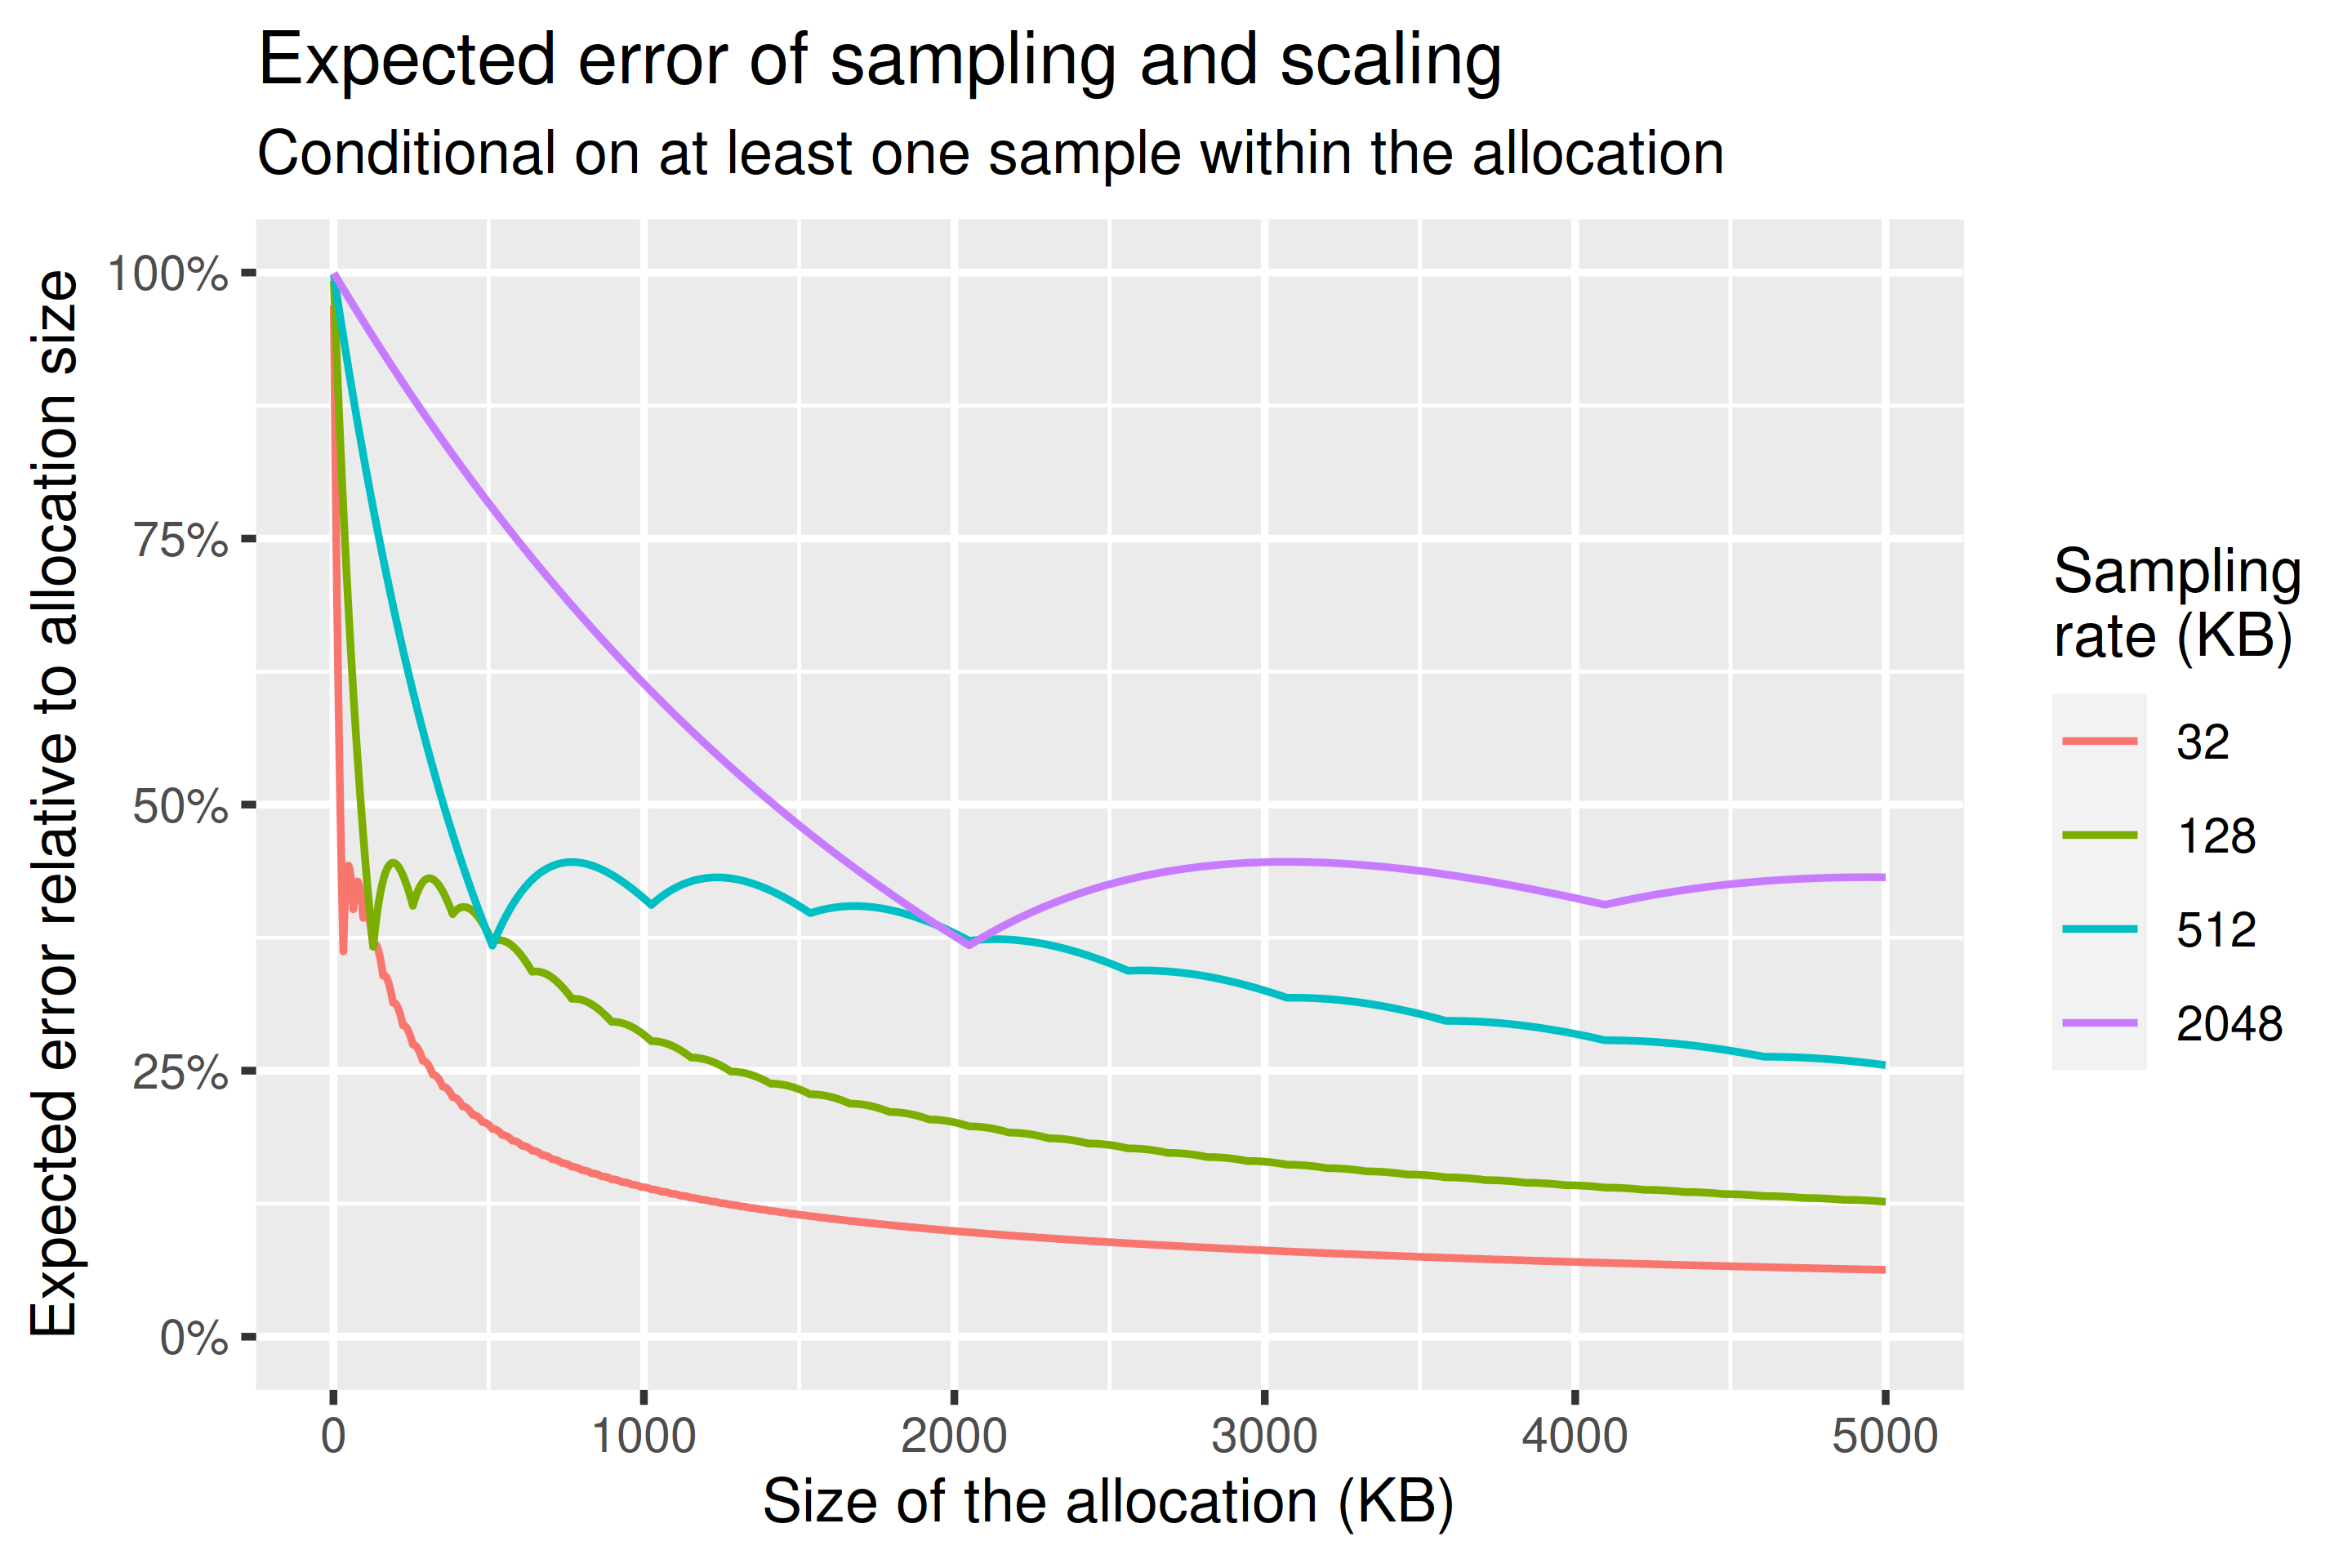 Expected error of sampling and scaling
Conditional on at least one sample within the allocation
Expected error relative to allocation size
100%
75%
50%
25%
0%
0
1000
2000
3000
4000
5000
Size of the allocation (KB)
Sampling
rate (KB)
32
128
512
2048